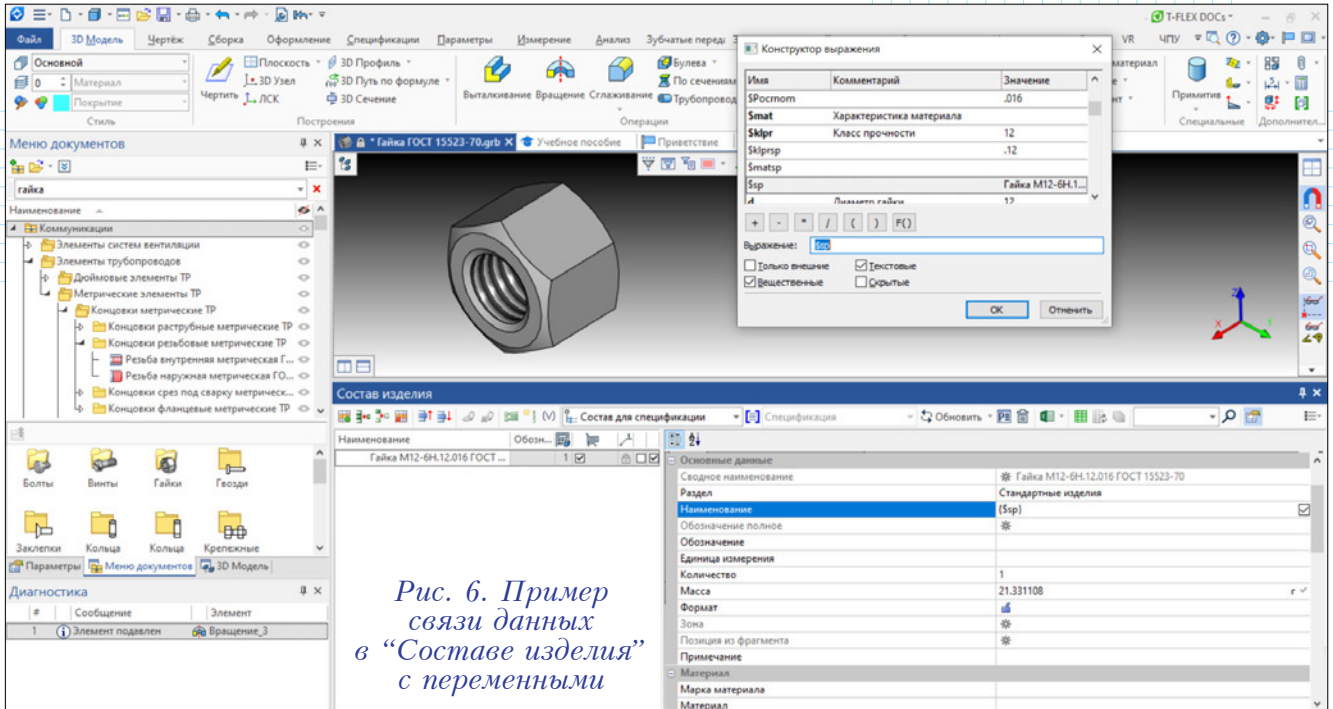 T-FLEX DOCs
Файл 3D Модель Чертёж Сборка Оформление Спецификации Параметры Измерение Анализ Зубчатые переда VR ЧПУ
Основной
0 Материал
Покрытие
Стиль
Чертить
Плоскость
3D Узел
ЛСК
3D Профиль
3D Путь по формуле
3D Сечение
Построения
Выталкивание Вращение Сглаживание
Булева
По сечениям
Трубопровод
Операции
материал
Примитив
Специальные
Дополнител...
Меню документов
гайка
Наименование
Коммуникации
Элементы систем вентиляции
Элементы трубопроводов
Дюймовые элементы ТР
Метрические элементы ТР
Концовки метрические ТР
Концовки раструбные метрические ТР
Концовки резьбовые метрические ТР
Резьба внутренняя метрическая Г...
Резьба наружная метрическая ГО...
Концовки срез под сварку метрическ...
Концовки фланцевые метрические ТР
Болты Винты Гайки Гвозди
Заклепки Кольца Кольца Крепежные
Параметры Меню документов 3D Модель
Диагностика
# Сообщение Элемент
1 Элемент подавлен Вращение_3
* Гайка ГОСТ 15523-70.grb X Учебное пособие Приветствие
Z
X
Y
Конструктор выражения
Имя Комментарий Значение
$Pocmom .016
$mat Характеристика материала
$klpr Класс прочности 12
$klprsp .12
$matsp
$sp Гайка М12-6Н.1...
d Диаметр гайки 12
+ - * / ( ) F()
Выражение: $sp
Только внешние Текстовые
Вещественные Скрытые
ОК Отменить
Состав изделия
Состав для спецификации Спецификация Обновить
Наименование Обозн...
Гайка М12-6Н.12.016 ГОСТ ... 1
Основные данные
Сводное наименование Гайка М12-6Н.12.016 ГОСТ 15523-70
Раздел Стандартные изделия
Наименование {$sp}
Обозначение полное
Обозначение
Единица измерения
Количество 1
Масса 21.331108 г
Формат
Зона
Позиция из фрагмента
Примечание
Материал
Марка материала
Материал
Рис. 6. Пример
связи данных
в “Составе изделия”
с переменными